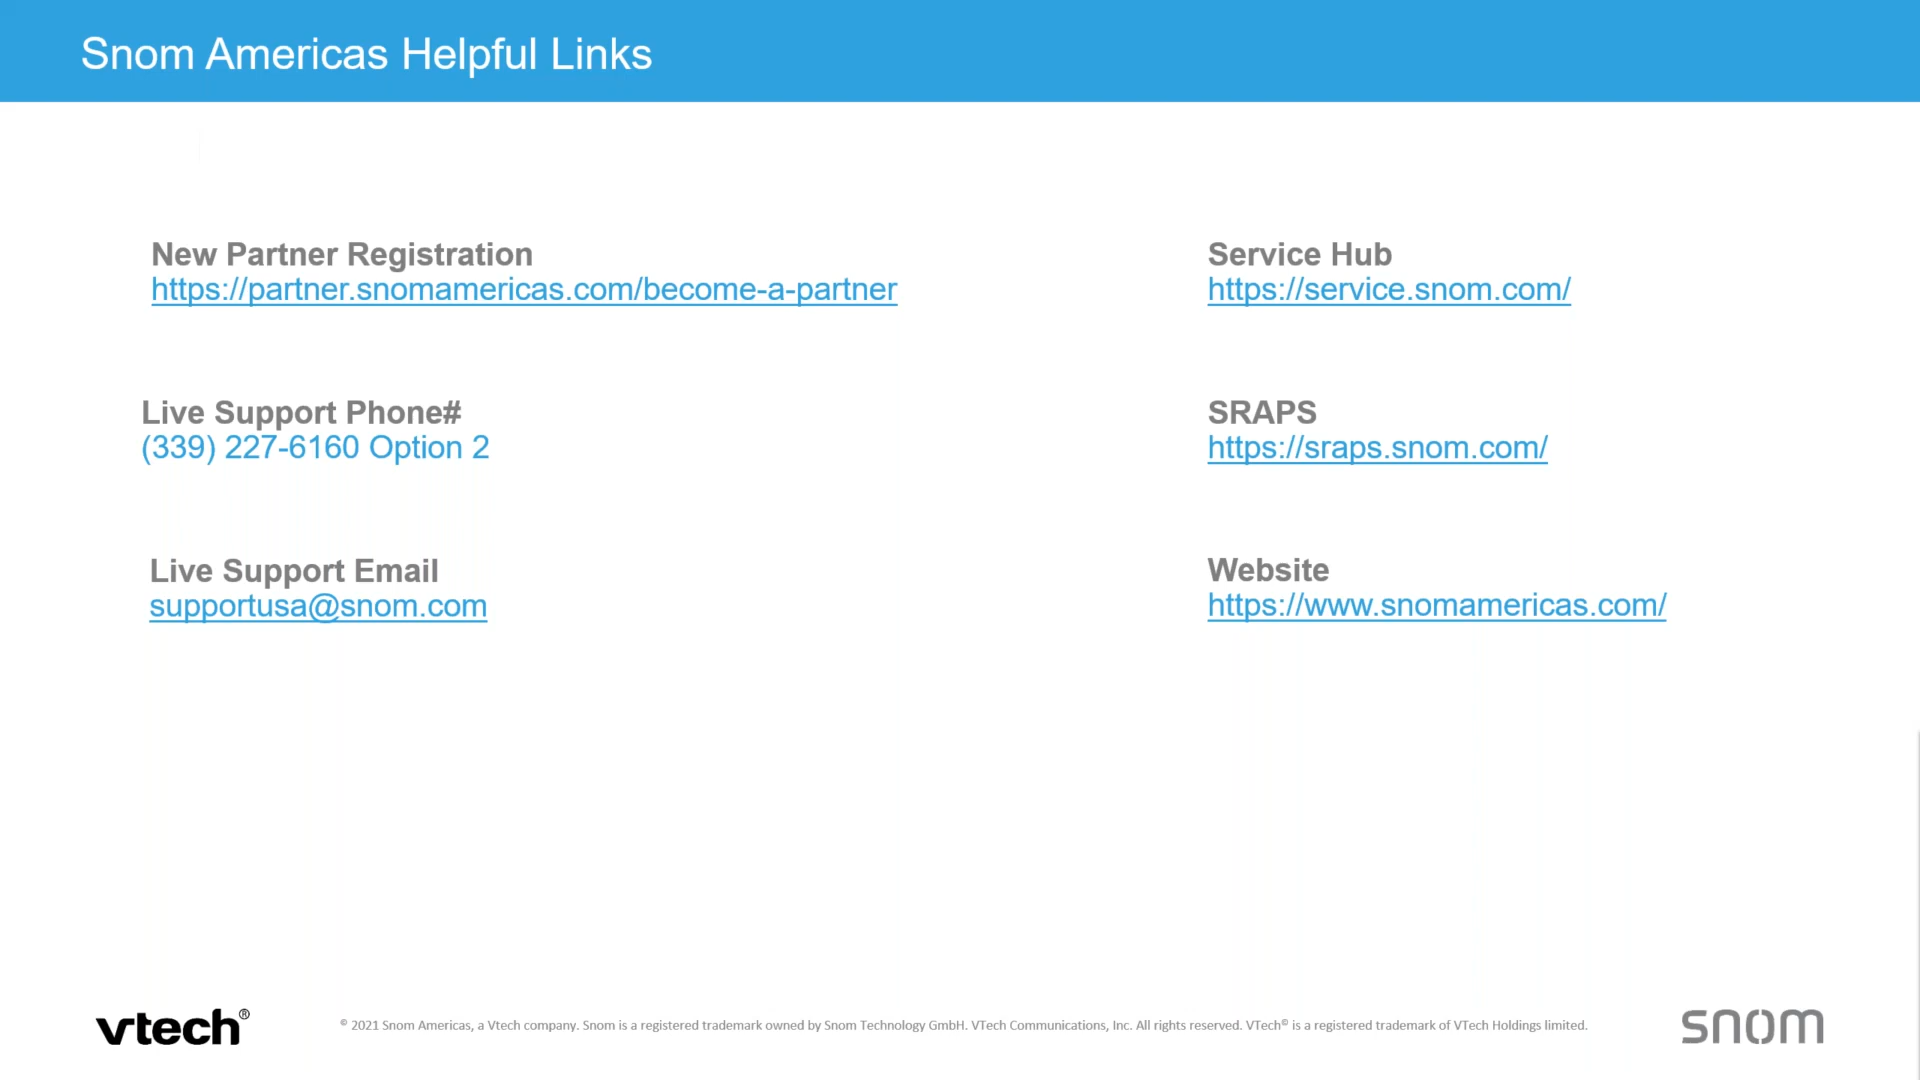 Snom Americas Helpful Links
New Partner Registration
https://partner.snomamericas.com/become-a-partner
Live Support Phone#
(339) 227-6160 Option 2
Live Support Email
supportusa@snom.com
Service Hub
https://service.snom.com/
SRAPS
https://sraps.snom.com/
Website
https://www.snomamericas.com/
vtech®
© 2021 Snom Americas, a Vtech company. Snom is a registered trademark owned by Snom Technology GmbH. VTech Communications, Inc. All rights reserved. VTech® is a registered trademark of VTech Holdings limited.
snom